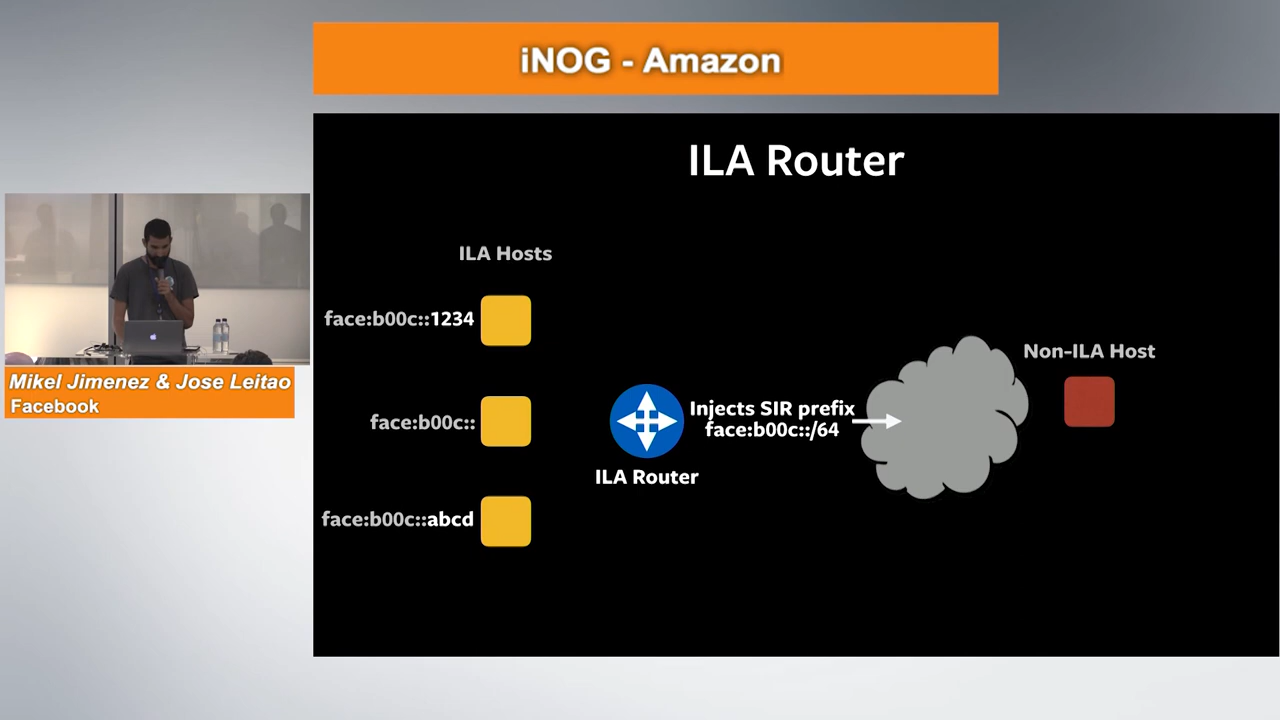 iNOG - Amazon
ILA Router
ILA Hosts
face:b00c::1234
face:b00c::
face:b00c::abcd
ILA Router
Injects SIR prefix
face:b00c::/64
Non-ILA Host
Mikel Jimenez & Jose Leitao
Facebook